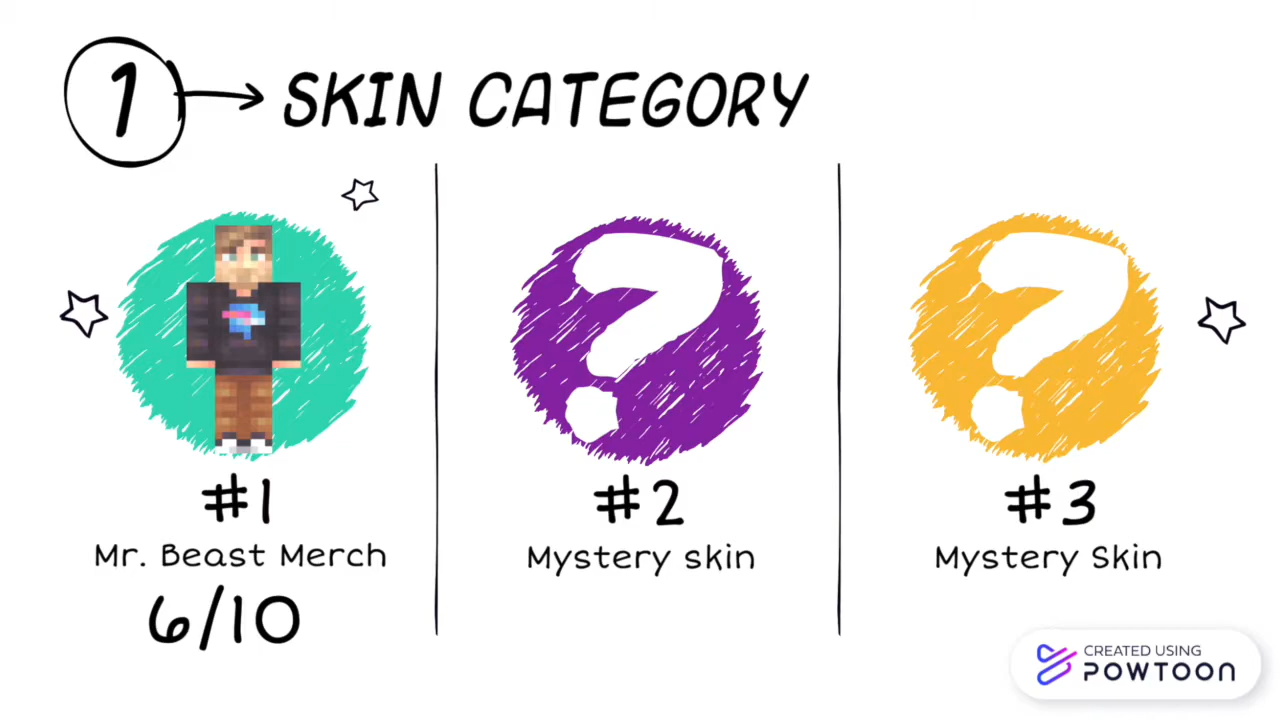 1 → SKIN CATEGORY
#1
Mr. Beast Merch
6/10
#2
Mystery skin
#3
Mystery Skin
CREATED USING
POWTOON